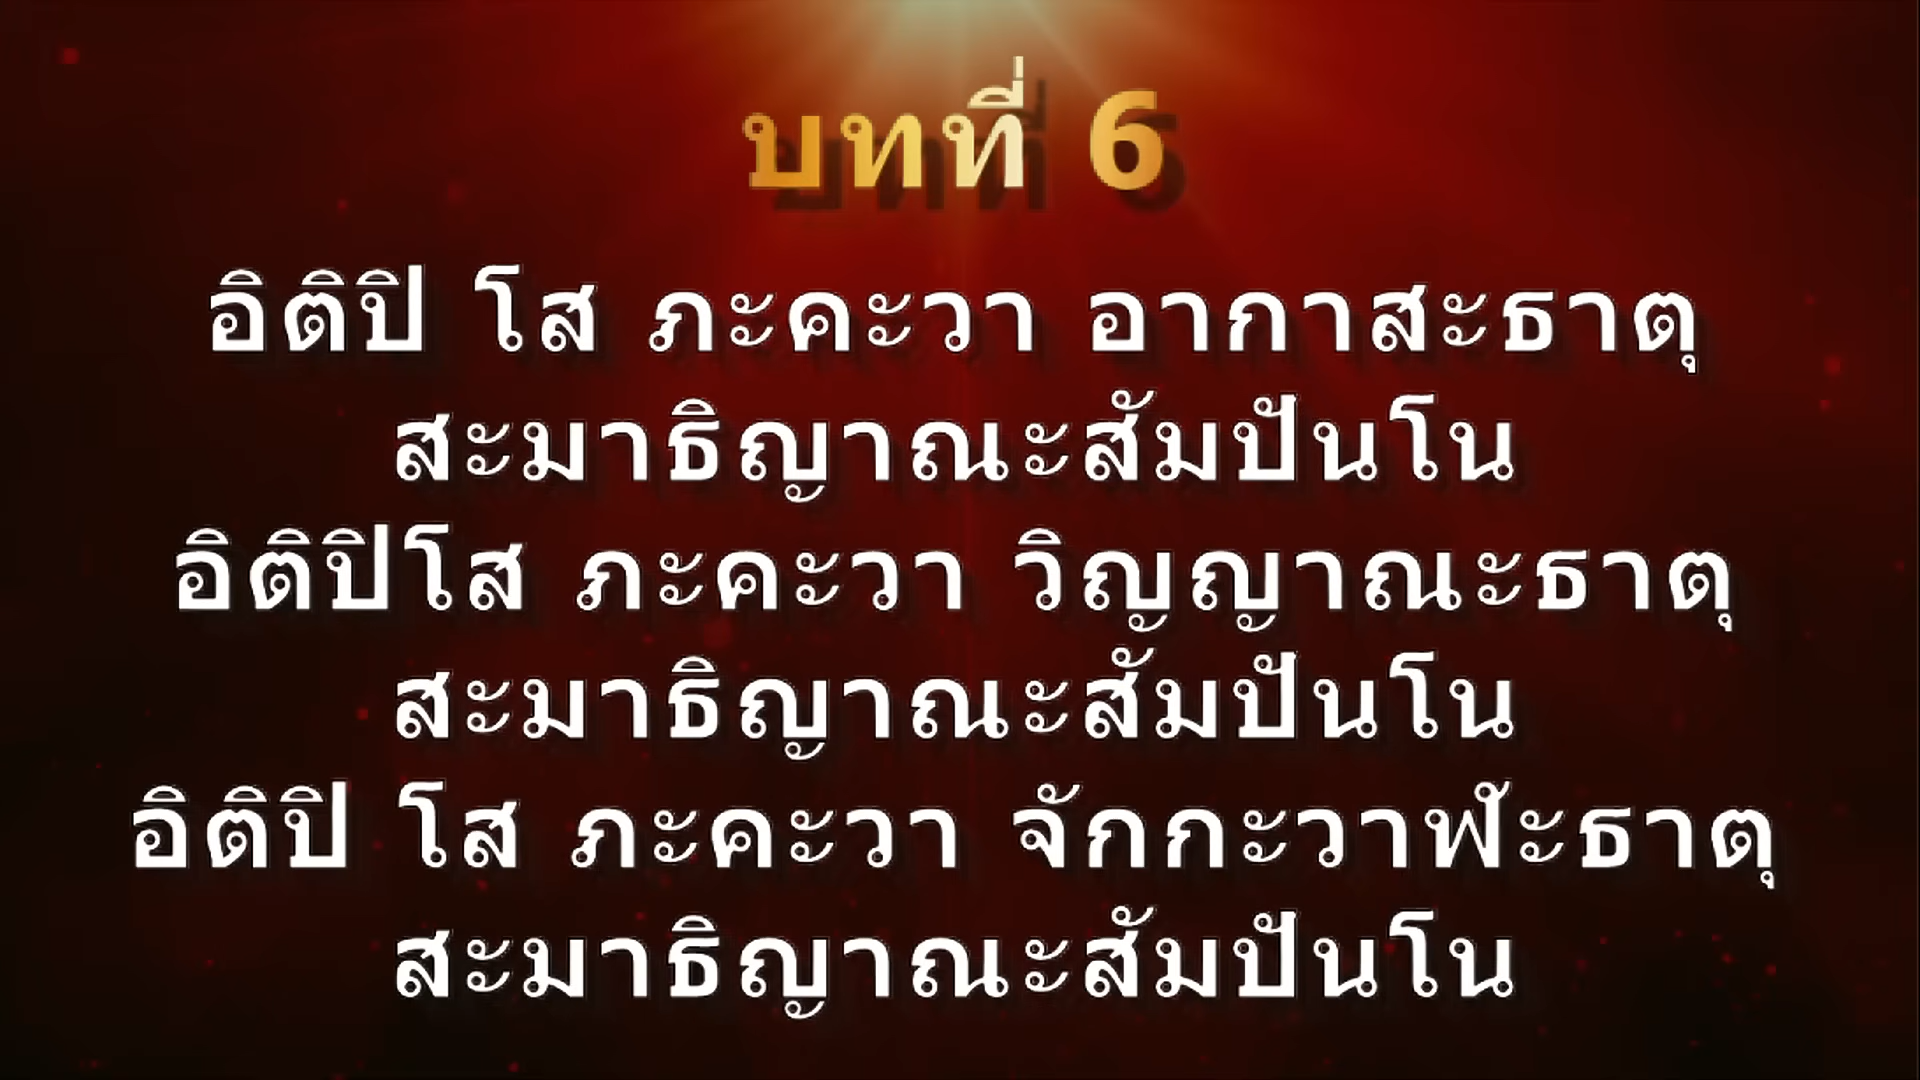 บทที่ 6
อิติปิ โส ภะคะวา อากาสะธาตุ
สะมาธิญาณะสัมปันโน
อิติปิโส ภะคะวา วิญญาณะธาตุ
สะมาธิญาณะสัมปันโน
อิติปิ โส ภะคะวา จักกะวาฬัะธาตุ
สะมาธิญาณะสัมปันโน